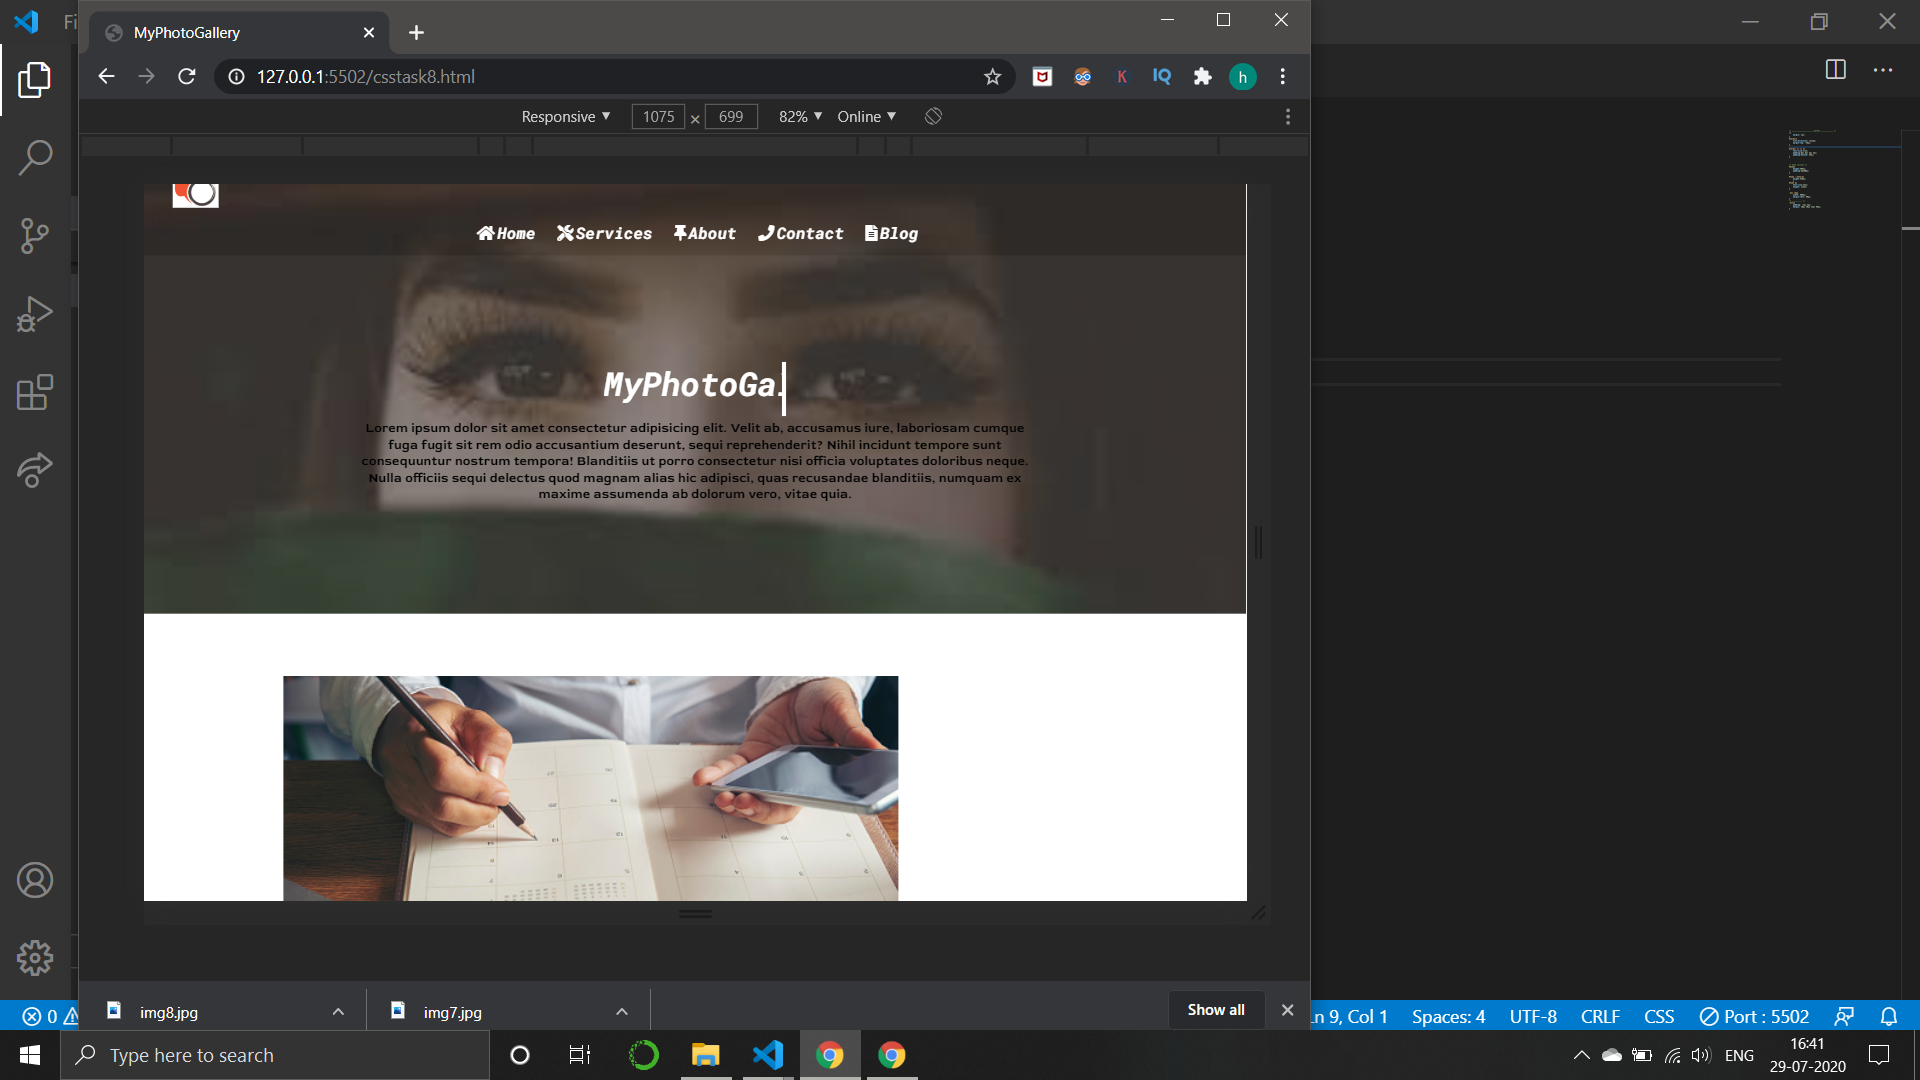 Fi
MyPhotoGallery
127.0.0.1:5502/csstask8.html
K
IQ
h
Responsive ▼ 1075 × 699 82% ▼ Online ▼
Home Services About Contact Blog
MyPhotoGa
Lorem ipsum dolor sit amet consectetur adipisicing elit. Velit ab, accusamus iure, laboriosam cumque
fuga fugit sit rem odio accusantium deserunt, sequi reprehenderit? Nihil incidunt tempore sunt
consequuntur nostrum tempora! Blanditiis ut porro consectetur nisi officia voluptates doloribus neque.
Nulla officiis sequi delectus quod magnam alias hic adipisci, quas recusandae blanditiis, numquam ex
maxime assumenda ab dolorum vero, vitae quia.
img8.jpg
img7.jpg
Show all
0
Ln 9, Col 1 Spaces: 4 UTF-8 CRLF CSS Port : 5502
Type here to search
ENG
16:41
29-07-2020